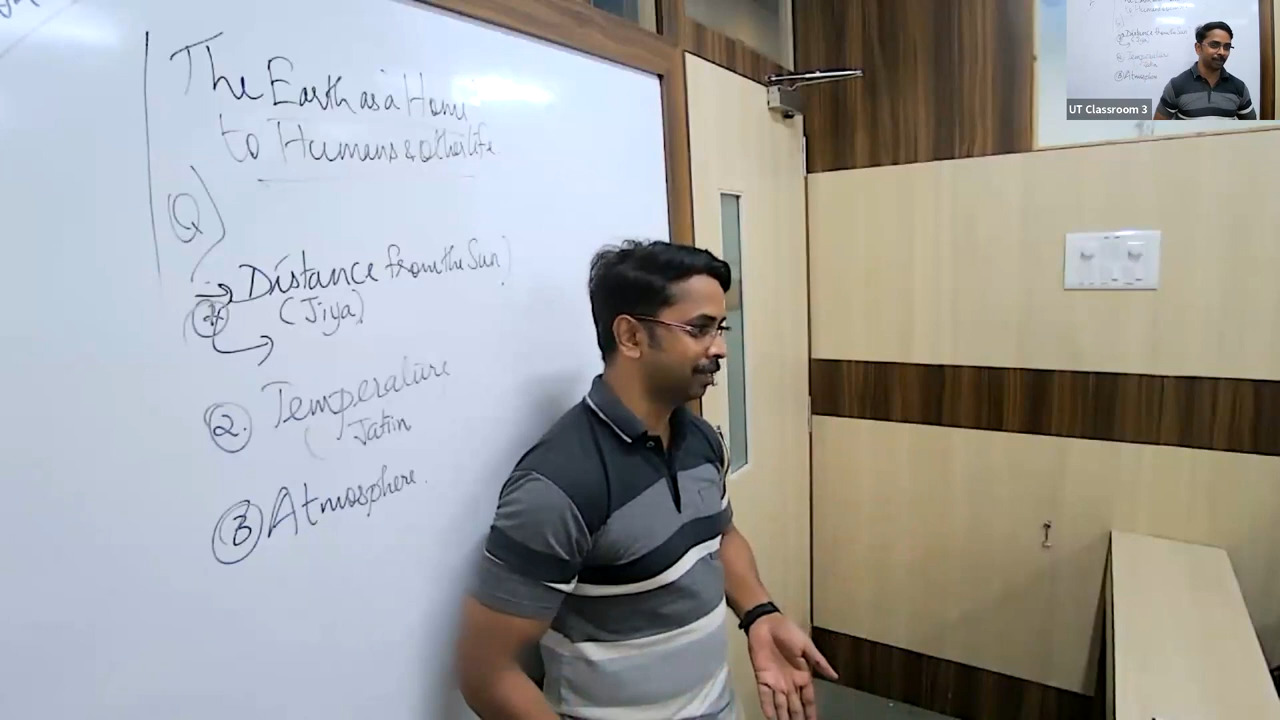 The Earth as a Home
to Humans & other life
Q)
→ Distance from the Sun)
(Jiya)
2. Temperature
( Jatin
3 Atmosphere.
UT Classroom 3